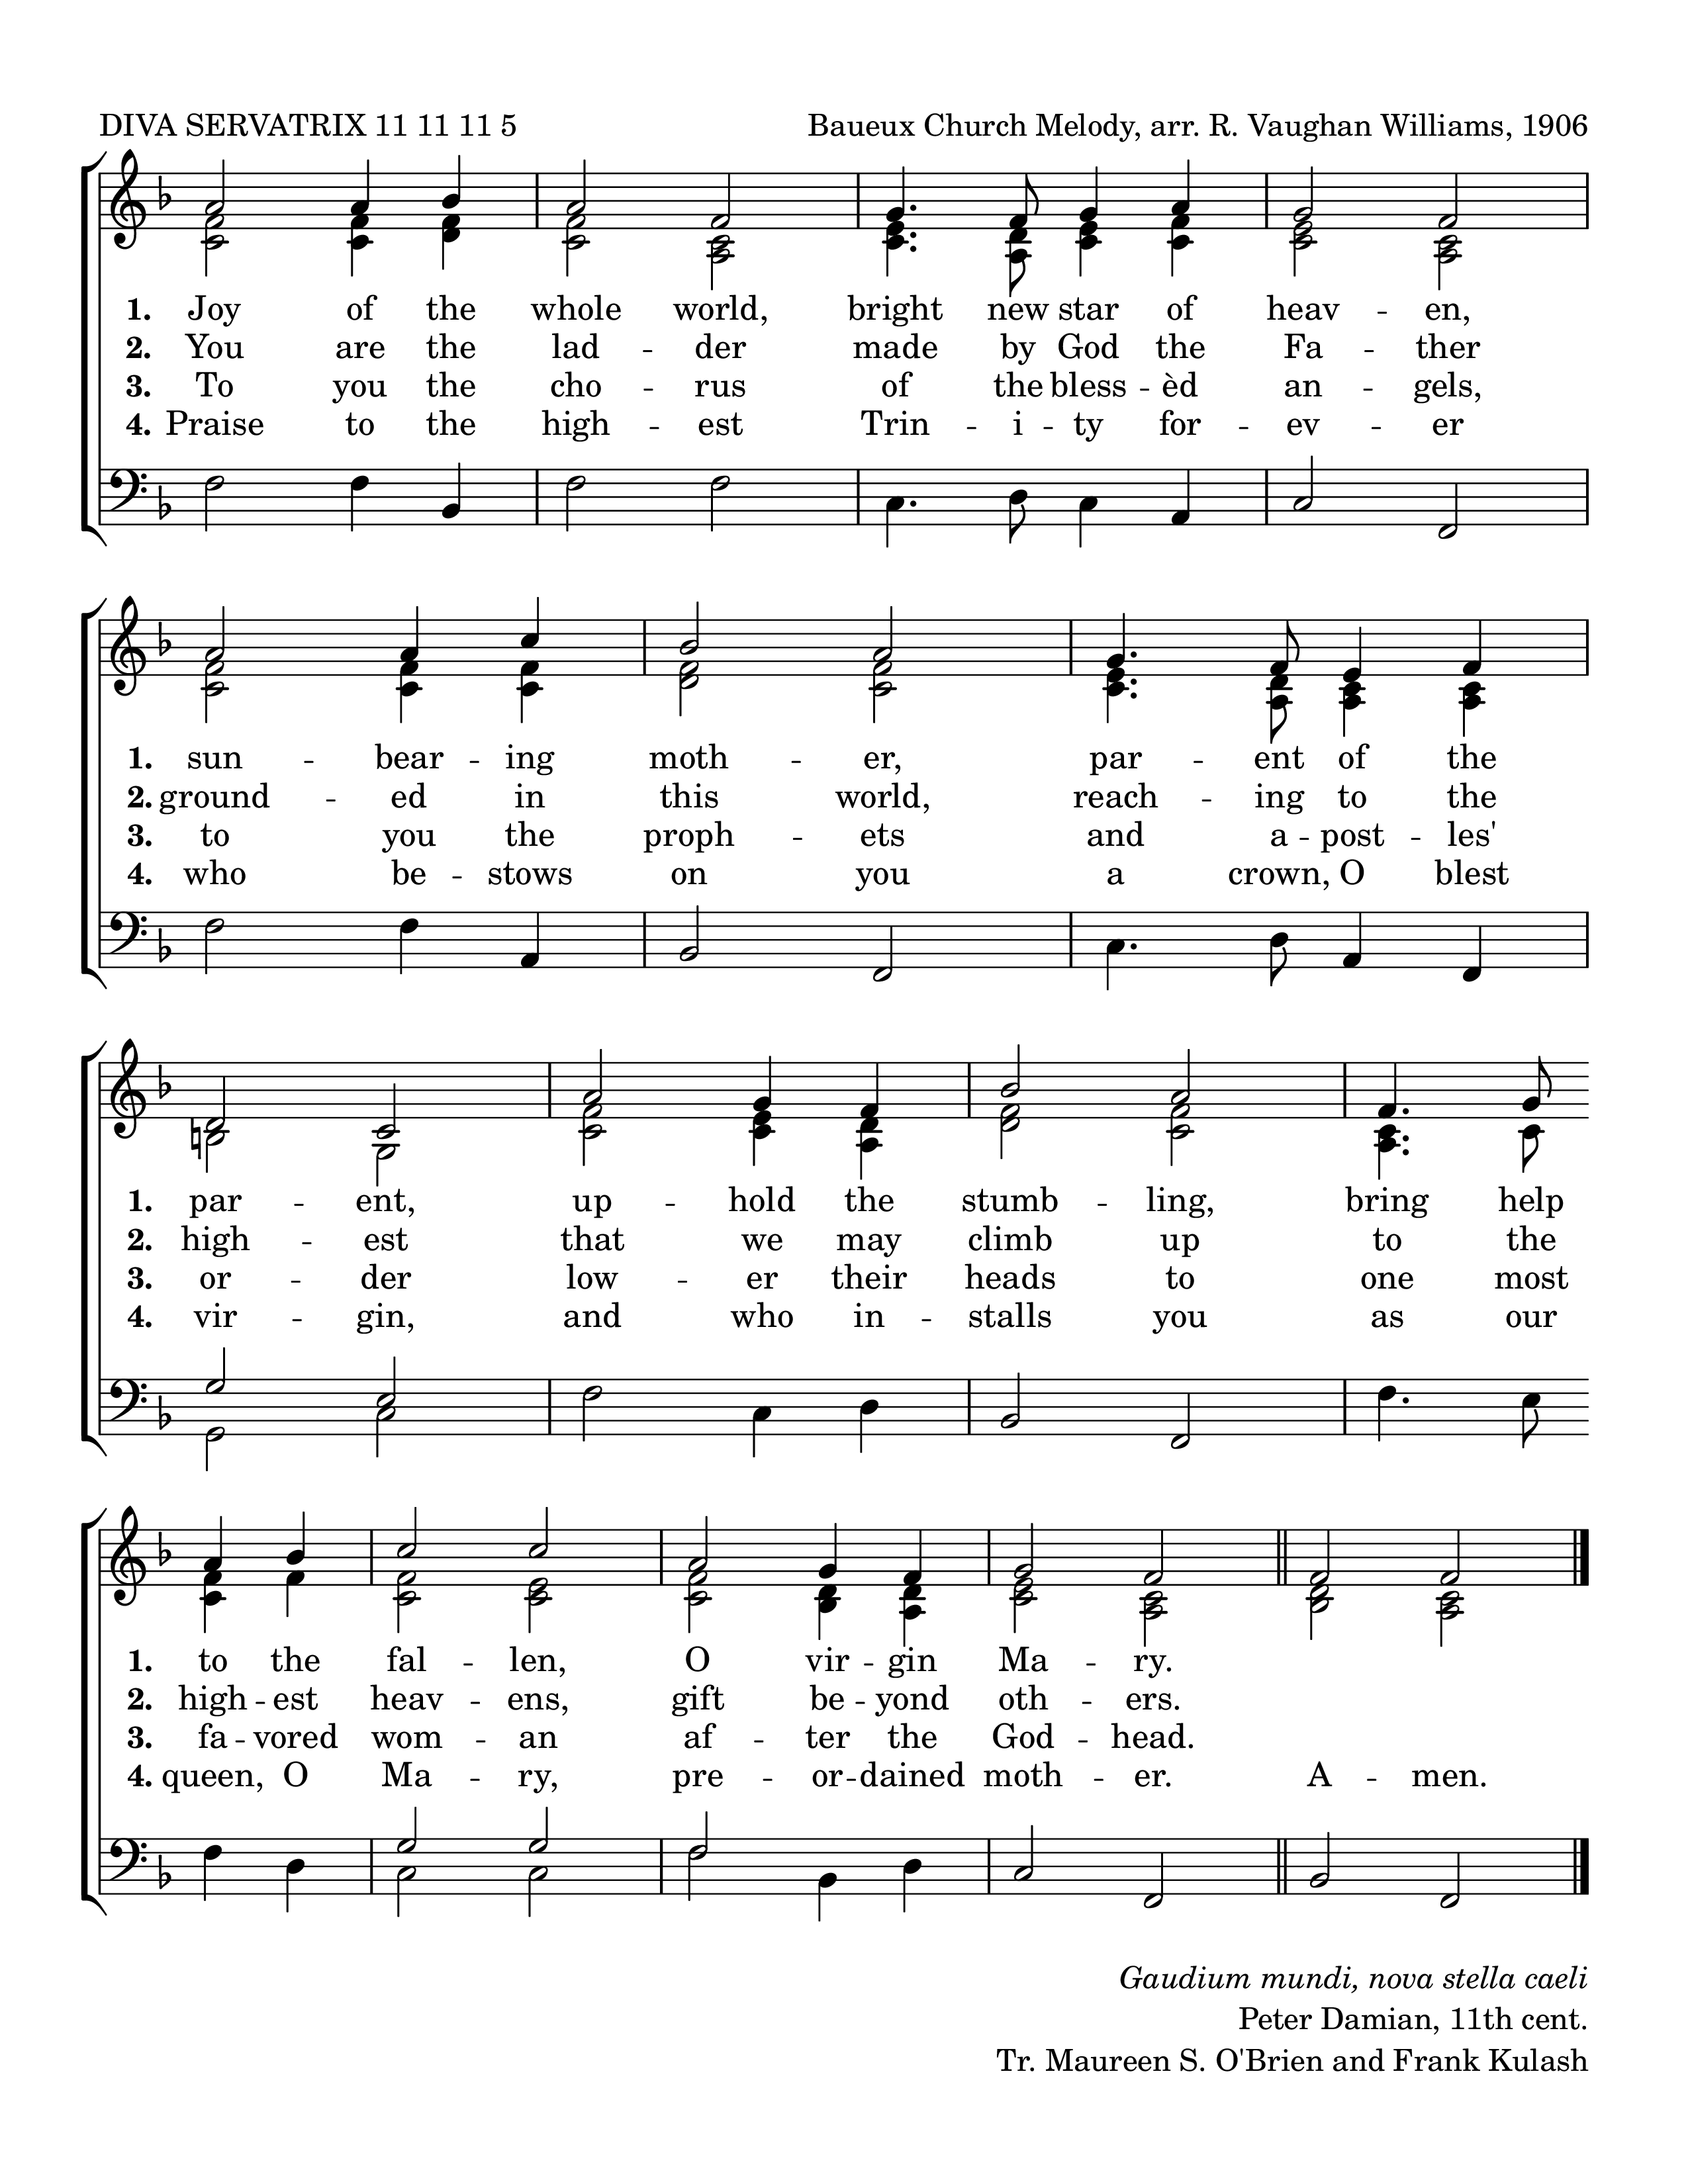 DIVA SERVATRIX 11 11 11 5
Baueux Church Melody, arr. R. Vaughan Williams, 1906
1. Joy of the whole world, bright new star of heav -- en,
2. You are the lad -- der made by God the Fa -- ther
3. To you the cho -- rus of the bless -- èd an -- gels,
4. Praise to the high -- est Trin -- i -- ty for -- ev -- er
1. sun -- bear -- ing moth -- er, par -- ent of the
2. ground -- ed in this world, reach -- ing to the
3. to you the proph -- ets and a -- post -- les'
4. who be -- stows on you a crown, O blest
1. par -- ent, up -- hold the stumb -- ling, bring help
2. high -- est that we may climb up to the
3. or -- der low -- er their heads to one most
4. vir -- gin, and who in -- stalls you as our
1. to the fal -- len, O vir -- gin Ma -- ry.
2. high -- est heav -- ens, gift be -- yond oth -- ers.
3. fa -- vored wom -- an af -- ter the God -- head.
4. queen, O Ma -- ry, pre -- or -- dained moth -- er. A -- men.
Gaudium mundi, nova stella caeli
Peter Damian, 11th cent.
Tr. Maureen S. O'Brien and Frank Kulash